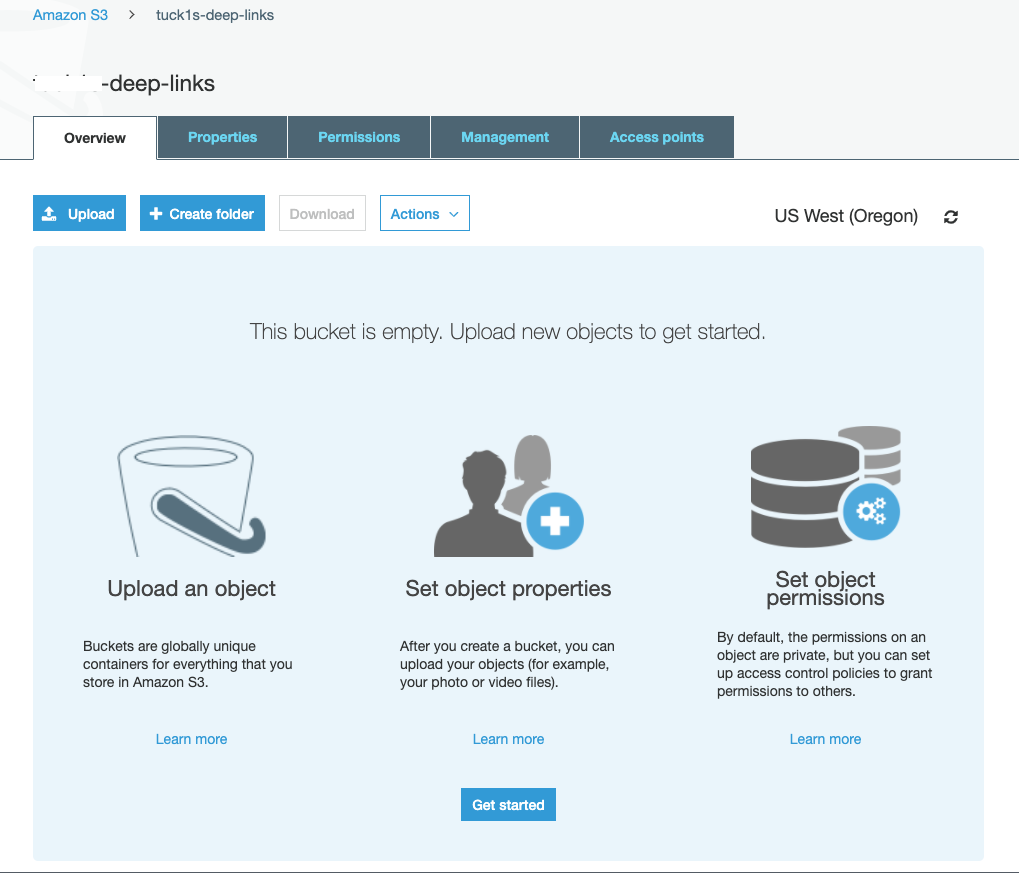 Amazon S3 > tuck1s-deep-links
-deep-links
Overview Properties Permissions Management Access points
Upload Create folder Download Actions US West (Oregon)
This bucket is empty. Upload new objects to get started.
Upload an object
Buckets are globally unique
containers for everything that you
store in Amazon S3.
Learn more
Set object properties
After you create a bucket, you can
upload your objects (for example,
your photo or video files).
Learn more
Set object
permissions
By default, the permissions on an
object are private, but you can set
up access control policies to grant
permissions to others.
Learn more
Get started